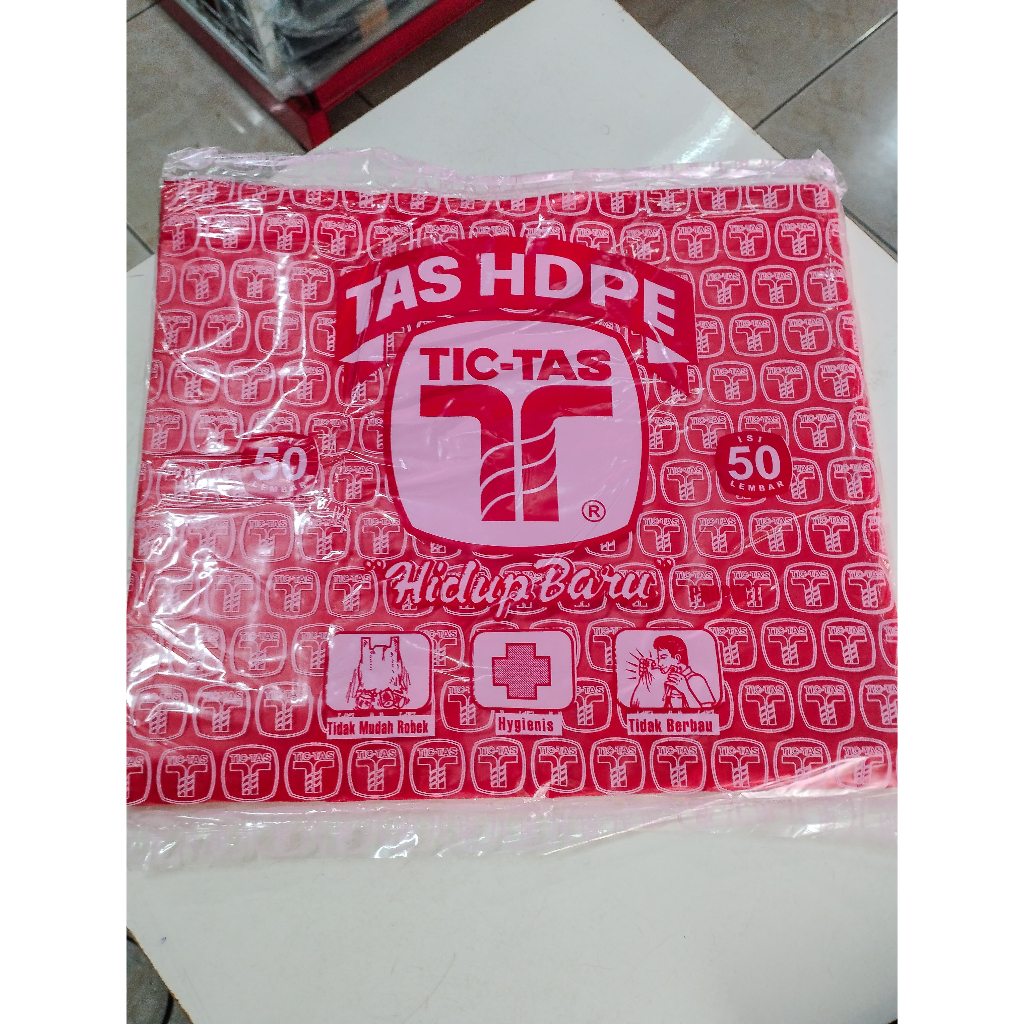 TAS HDPE
TIC-TAS
®
50
ISI
50
LEMBAR
"Hidup Baru"
Tidak Mudah Robek
Hygienis
Tidak Berbau